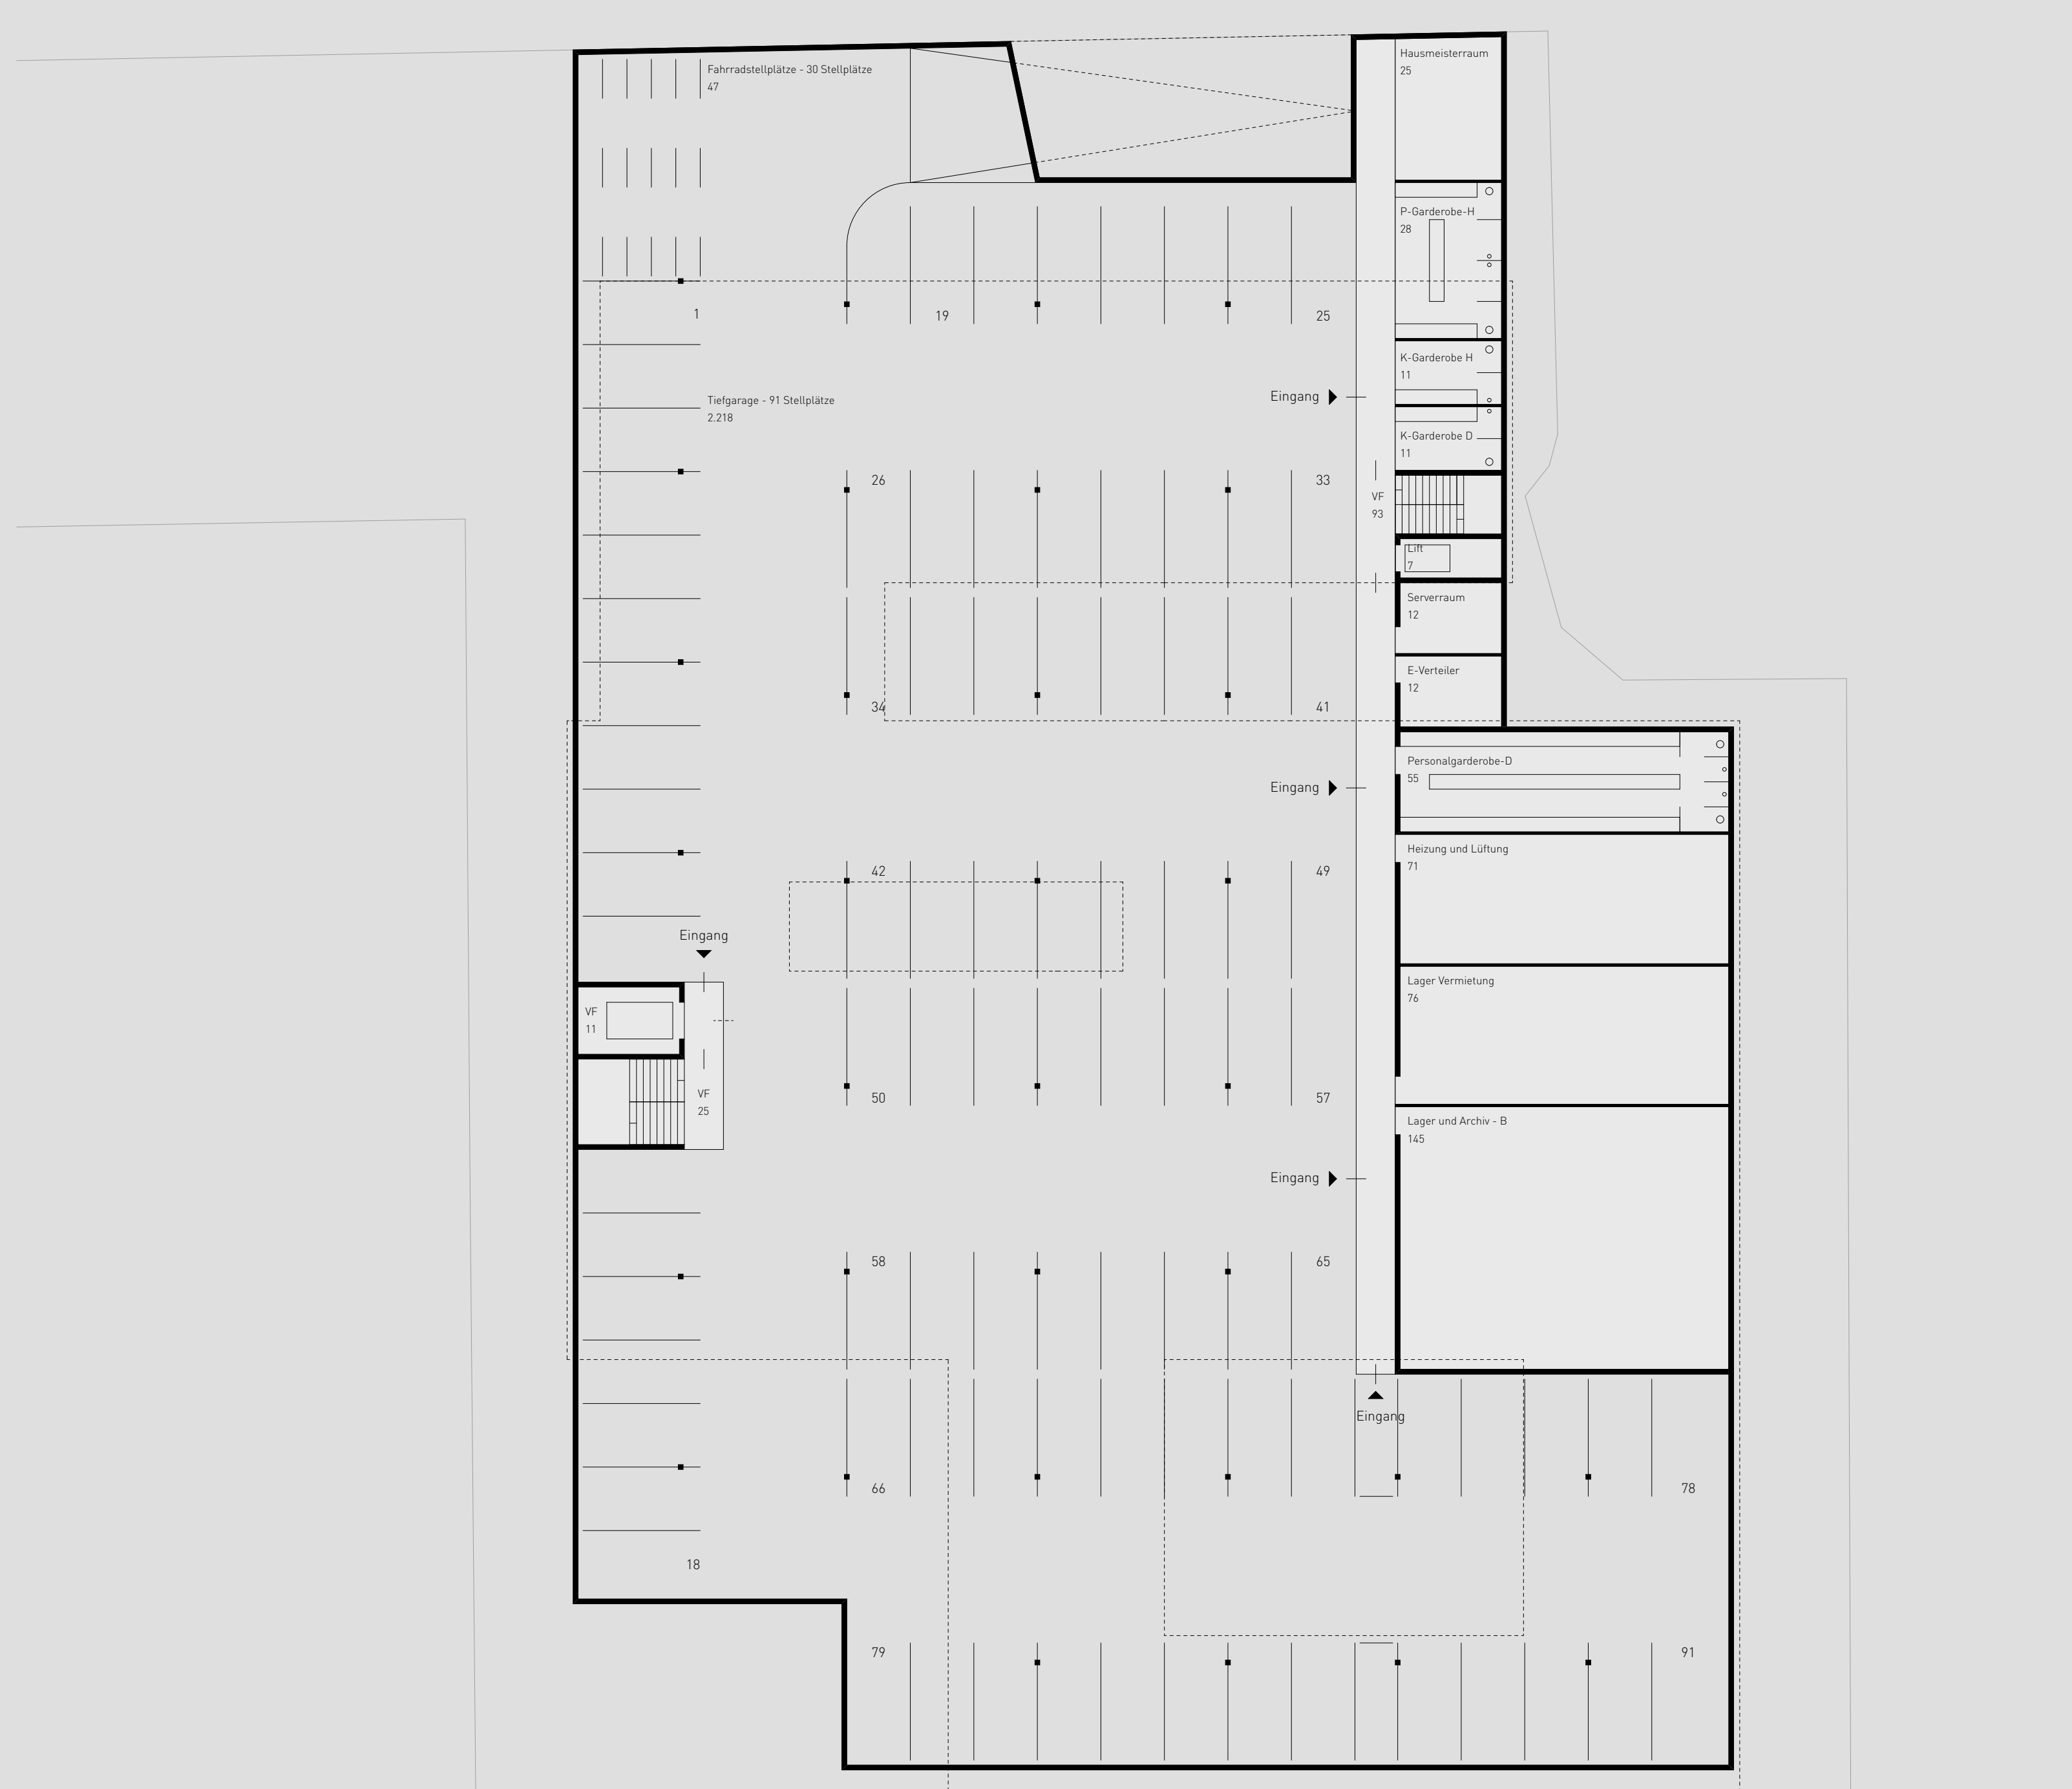 Hausmeisterraum
25
Fahrradstellplätze - 30 Stellplätze
47
P-Garderobe-H
28
1
19
25
K-Garderobe H
11
Eingang
Tiefgarage - 91 Stellplätze
2.218
K-Garderobe D
11
26
33
VF
93
Lift
7
Serverraum
12
E-Verteiler
12
34
41
Personalgarderobe-D
55
Eingang
Heizung und Lüftung
71
42
49
Eingang
Lager Vermietung
76
VF
11
VF
25
50
57
Lager und Archiv - B
145
Eingang
58
65
Eingang
66
78
18
79
91